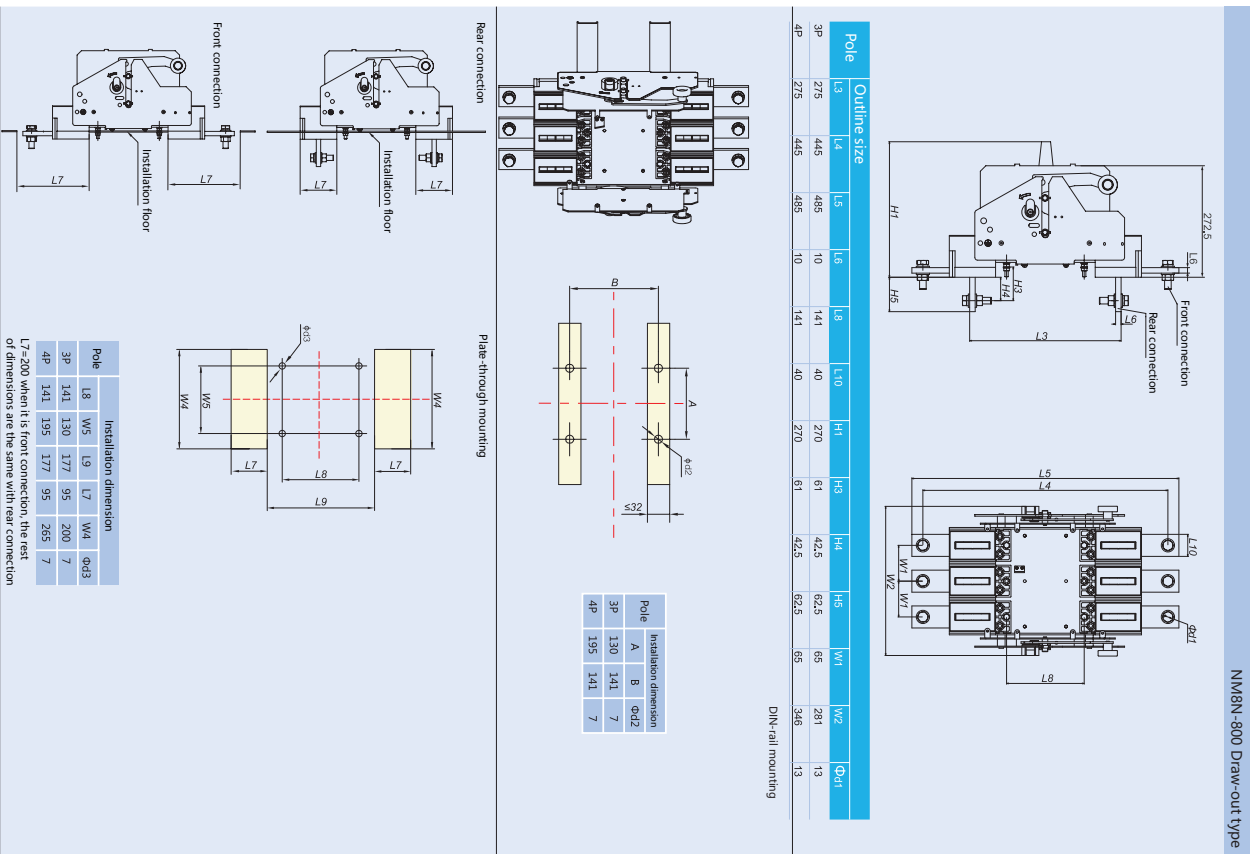 NM8N-800 Draw-out type
272.5
L6
H1
H3
H4
H5
L6
L3
Front connection
Rear connection
L5
L4
L10
W1
W1
W2
Φd1
L8
Pole Outline size
L3 L4 L5 L6 L8 L10 H1 H3 H4 H5 W1 W2 Φd1
3P 275 445 485 10 141 40 270 61 42.5 62.5 65 281 13
4P 275 445 485 10 141 40 270 61 42.5 62.5 65 346 13
DIN-rail mounting
B
A
Φd2
≤32
Pole Installation dimension
A B Φd2
3P 130 141 7
4P 195 141 7
Rear connection
Installation floor
L7
L7
Front connection
Installation floor
L7
L7
Plate-through mounting
Φd3
W4
W5
W4
L7
L8
L7
L9
Pole Installation dimension
L8 W5 L9 L7 W4 Φd3
3P 141 130 177 95 200 7
4P 141 195 177 95 265 7
L7=200 when it is front connection, the rest
of dimensions are the same with rear connection